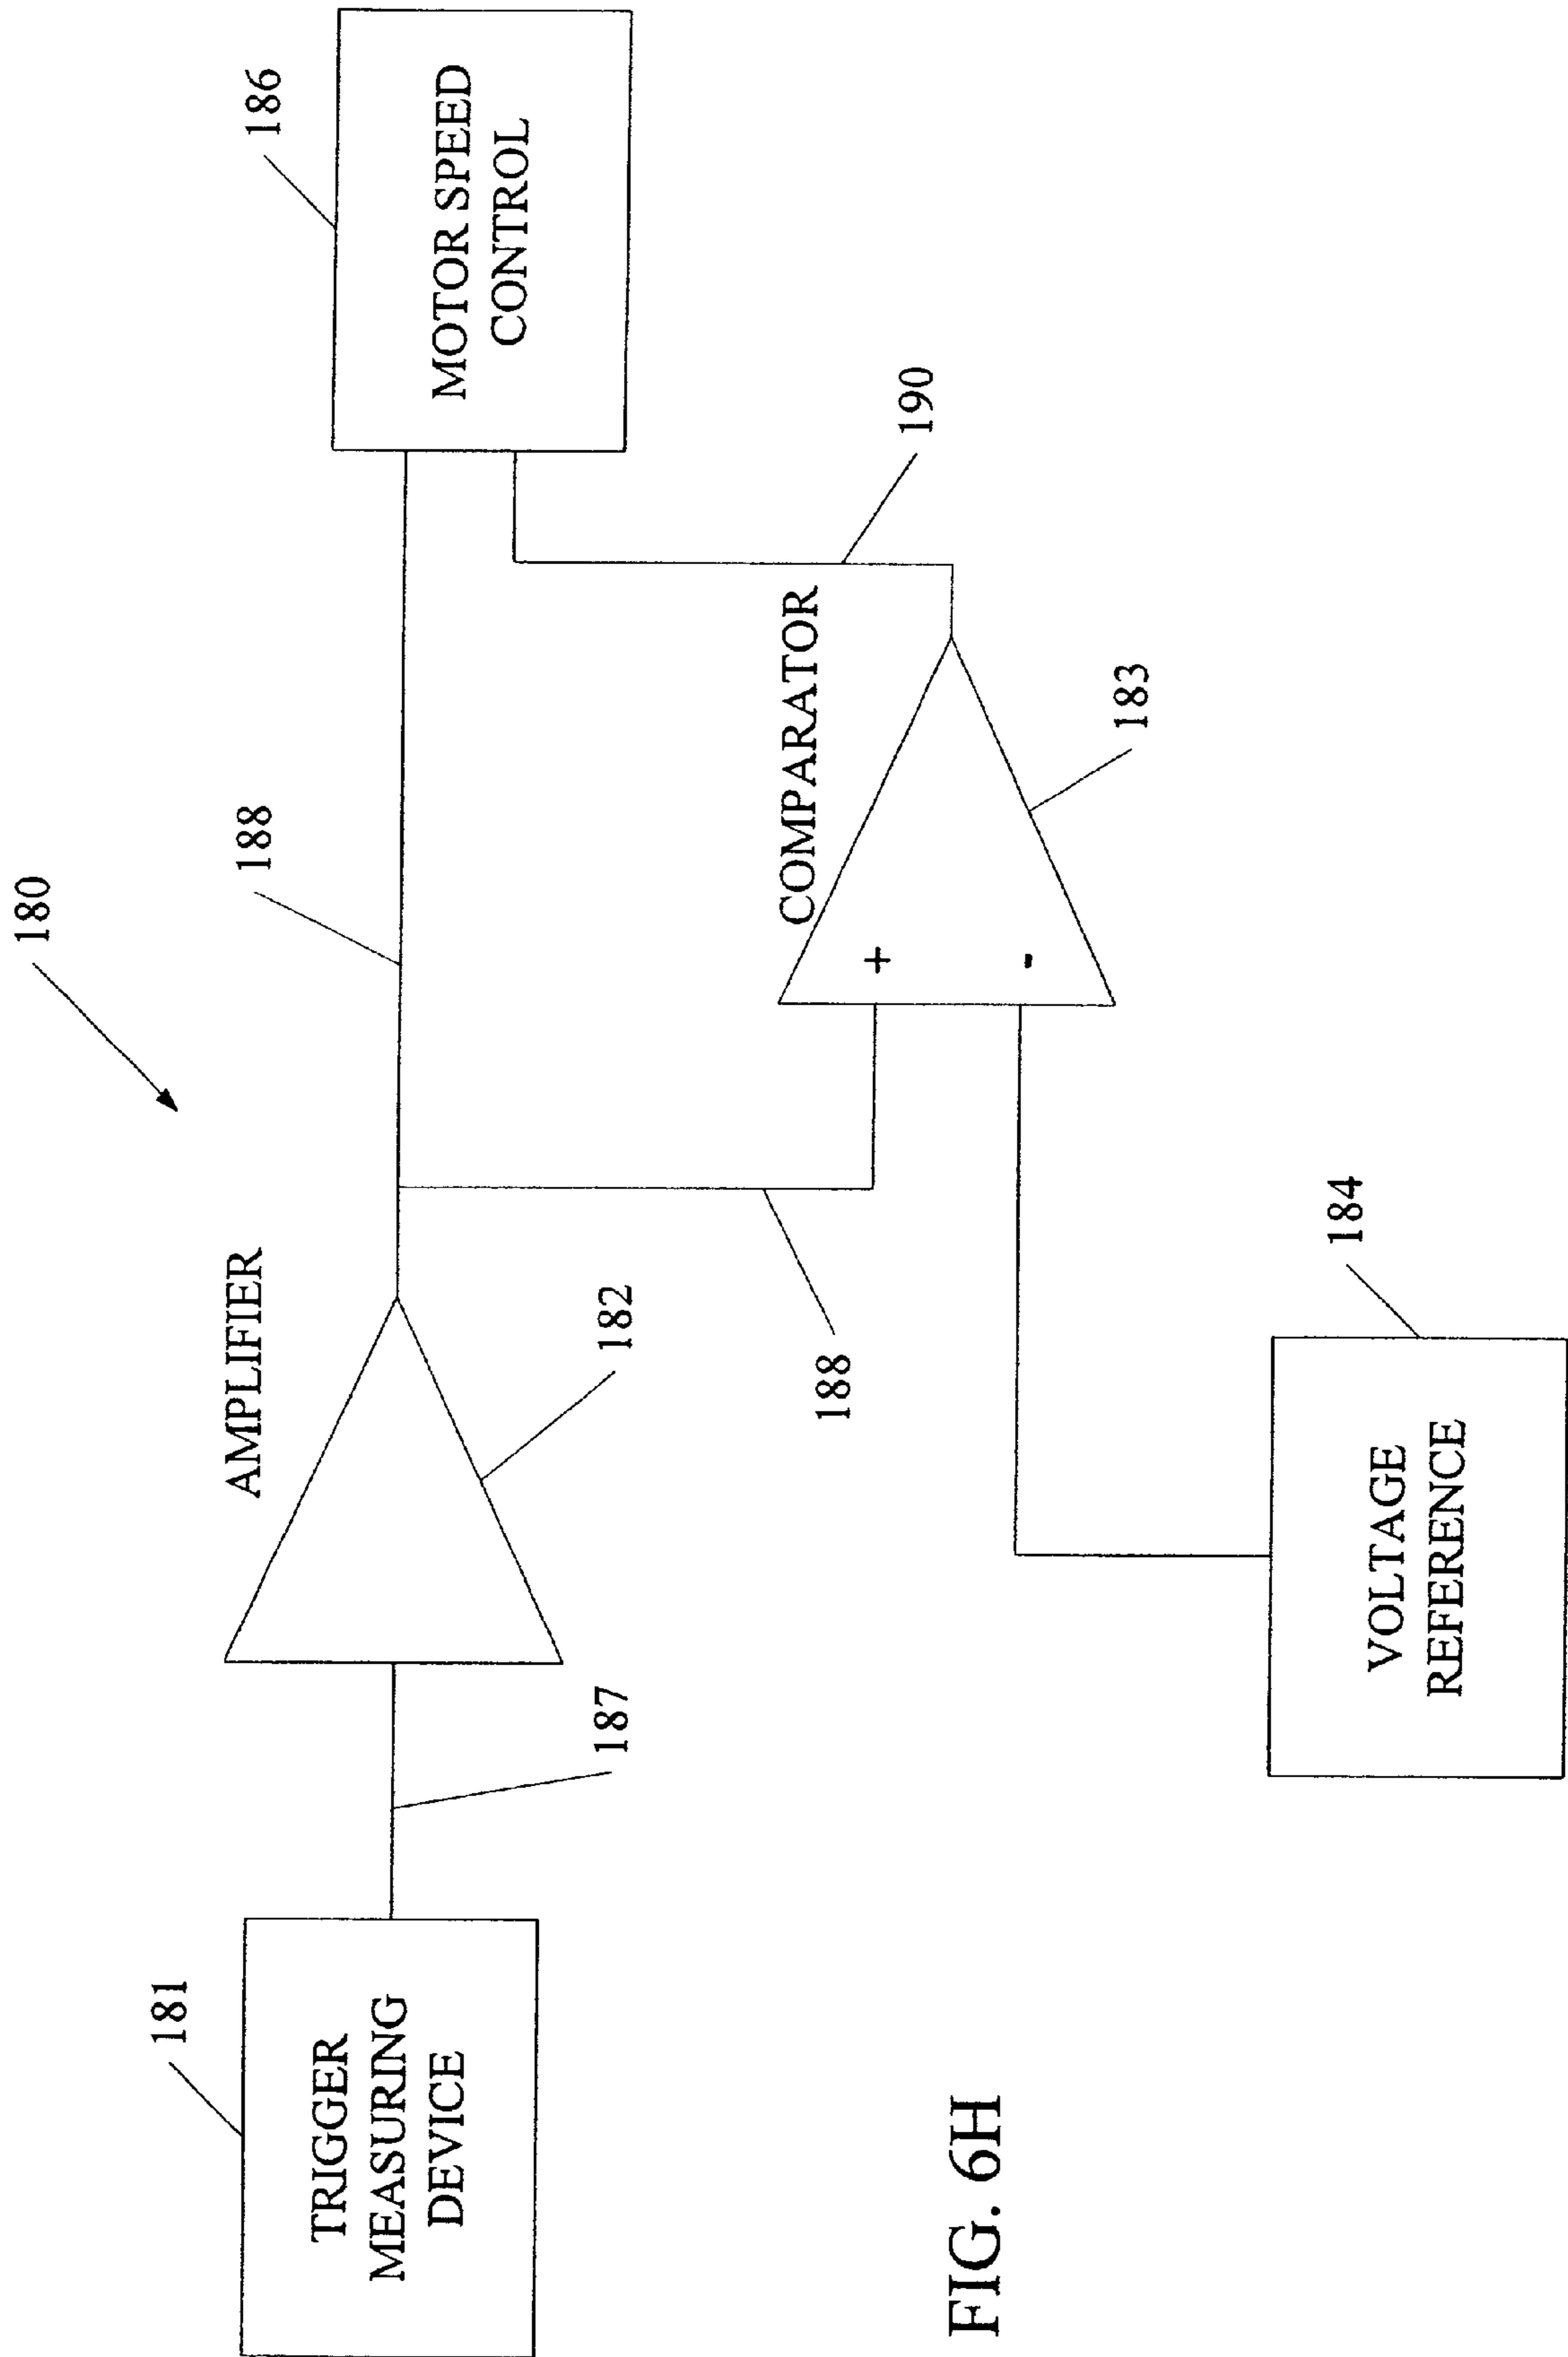 180
181
TRIGGER
MEASURING
DEVICE
187
AMPLIFIER
182
188
188
186
MOTOR SPEED
CONTROL
COMPARATOR
+
-
183
190
184
VOLTAGE
REFERENCE
FIG. 6H